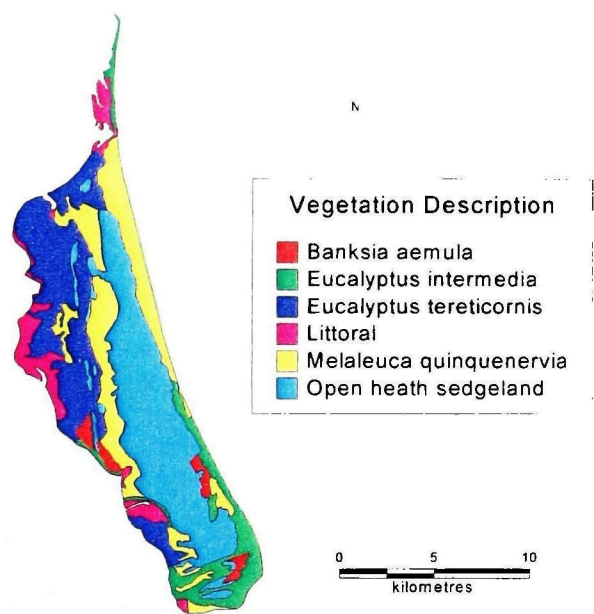 N
Vegetation Description
Banksia aemula
Eucalyptus intermedia
Eucalyptus tereticornis
Littoral
Melaleuca quinquenervia
Open heath sedgeland
0 5 10
kilometres